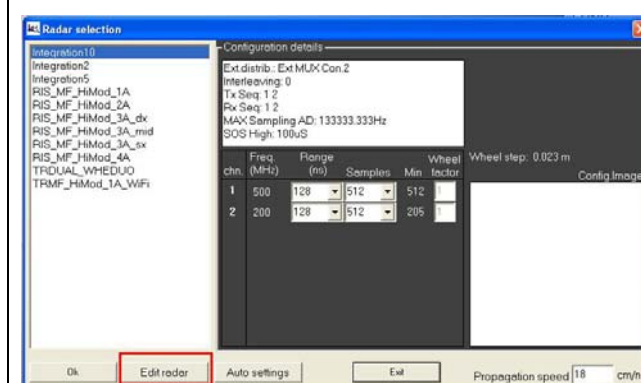 Radar selection
Integration10
Integration2
Integration5
RIS_MF_HiMod_1A
RIS_MF_HiMod_2A
RIS_MF_HiMod_3A_dx
RIS_MF_HiMod_3A_mid
RIS_MF_HiMod_3A_sx
RIS_MF_HiMod_4A
TRDUAL_WHEDUO
TRMF_HiMod_1A_WiFi
Configuration details
Ext.distrib.: Ext MUX Con.2
Interleaving: 0
Tx Seq: 1 2
Rx Seq: 1 2
MAX Sampling AD: 133333.333Hz
SOS High: 100uS
chn. Freq. (MHz) Range (ns) Samples Min Wheel factor
1 500 128 512 512 1
2 200 128 512 205 1
Wheel step: 0.023 m
Config.Image
Ok Edit radar Auto settings Exit Propagation speed 18 cm/n